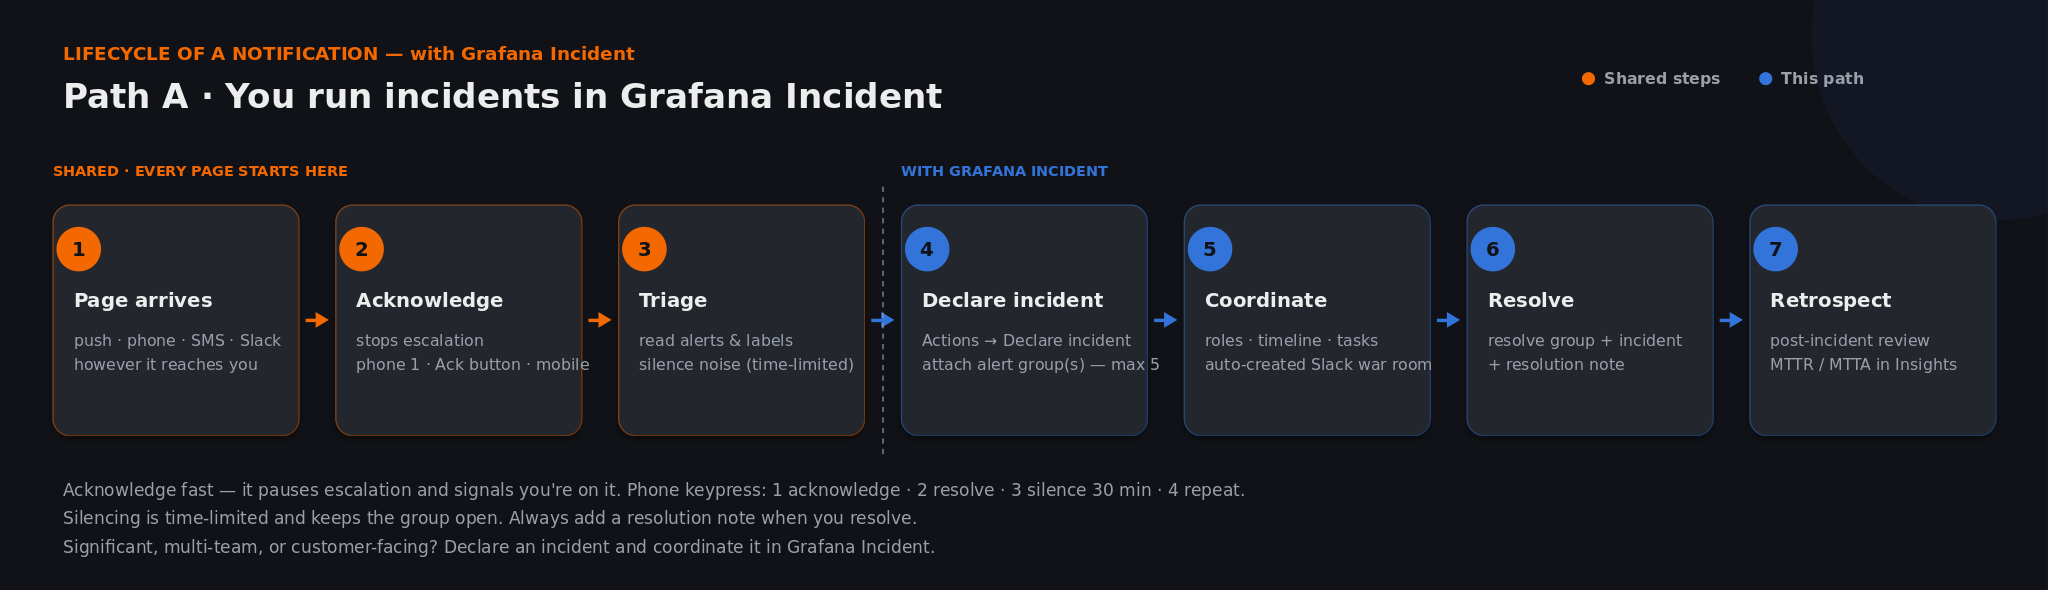 LIFECYCLE OF A NOTIFICATION — with Grafana Incident
Path A · You run incidents in Grafana Incident
Shared steps
This path
SHARED · EVERY PAGE STARTS HERE
WITH GRAFANA INCIDENT
1
Page arrives
push · phone · SMS · Slack
however it reaches you
2
Acknowledge
stops escalation
phone 1 · Ack button · mobile
3
Triage
read alerts & labels
silence noise (time-limited)
4
Declare incident
Actions → Declare incident
attach alert group(s) — max 5
5
Coordinate
roles · timeline · tasks
auto-created Slack war room
6
Resolve
resolve group + incident
+ resolution note
7
Retrospect
post-incident review
MTTR / MTTA in Insights
Acknowledge fast — it pauses escalation and signals you're on it. Phone keypress: 1 acknowledge · 2 resolve · 3 silence 30 min · 4 repeat.
Silencing is time-limited and keeps the group open. Always add a resolution note when you resolve.
Significant, multi-team, or customer-facing? Declare an incident and coordinate it in Grafana Incident.